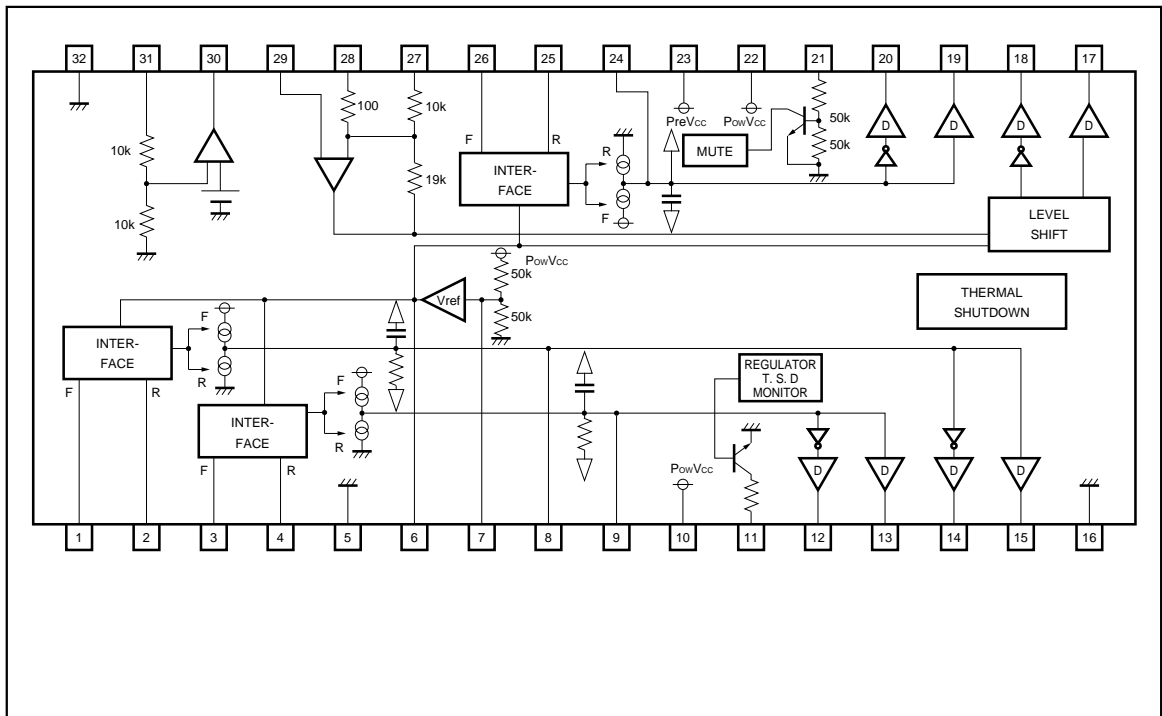 32 31 30 29 28 27 26 25 24 23 22 21 20 19 18 17
100
10k
F
R
PreVcc
PowVcc
50k
50k
D
D
D
D
MUTE
10k
19k
INTER-
FACE
R
F
LEVEL
SHIFT
10k
PowVcc
50k
Vref
50k
THERMAL
SHUTDOWN
INTER-
FACE
F
R
F
R
REGULATOR
T. S. D
MONITOR
INTER-
FACE
F
R
F
R
PowVcc
D
D
D
D
1 2 3 4 5 6 7 8 9 10 11 12 13 14 15 16